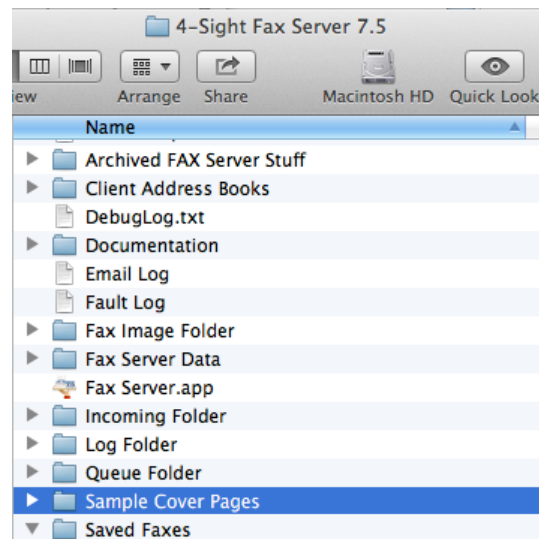 4-Sight Fax Server 7.5
iew Arrange Share Macintosh HD Quick Look
Name
Archived FAX Server Stuff
Client Address Books
DebugLog.txt
Documentation
Email Log
Fault Log
Fax Image Folder
Fax Server Data
Fax Server.app
Incoming Folder
Log Folder
Queue Folder
Sample Cover Pages
Saved Faxes